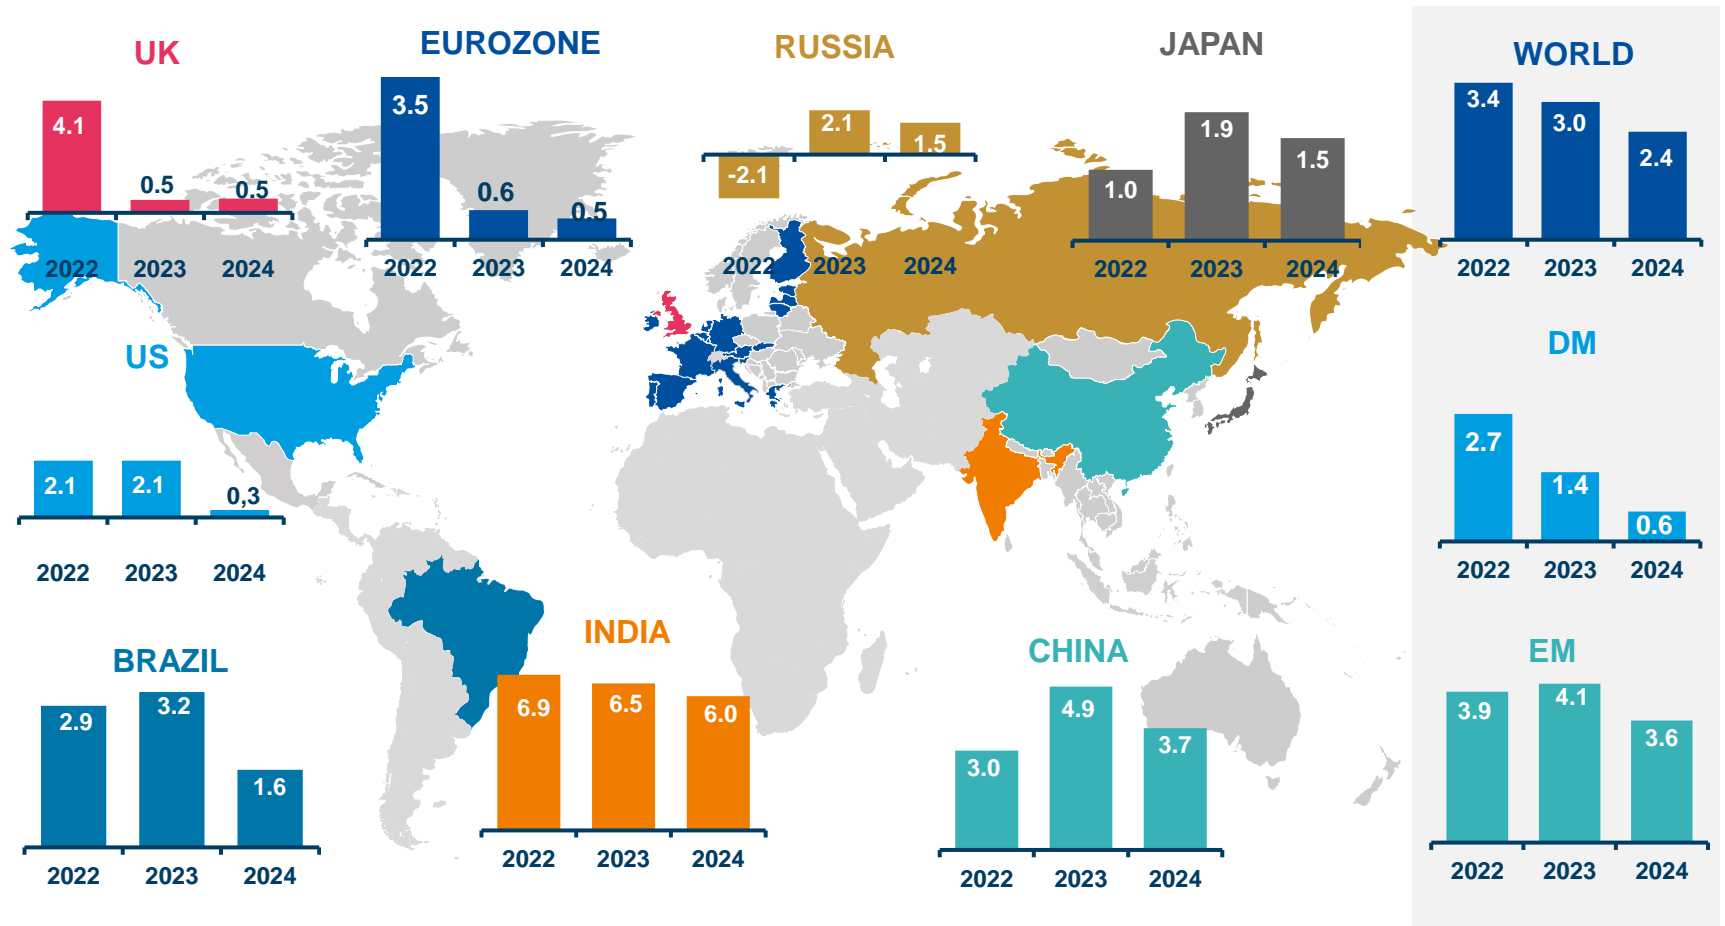 UK
4.1
0.5
0.5
2022 2023 2024
EUROZONE
3.5
0.6
0.5
2022 2023 2024
RUSSIA
-2.1
2.1
1.5
2022 2023 2024
JAPAN
1.0
1.9
1.5
2022 2023 2024
WORLD
3.4
3.0
2.4
2022 2023 2024
US
2.1
2.1
0,3
2022 2023 2024
DM
2.7
1.4
0.6
2022 2023 2024
BRAZIL
2.9
3.2
1.6
2022 2023 2024
INDIA
6.9
6.5
6.0
2022 2023 2024
CHINA
3.0
4.9
3.7
2022 2023 2024
EM
3.9
4.1
3.6
2022 2023 2024